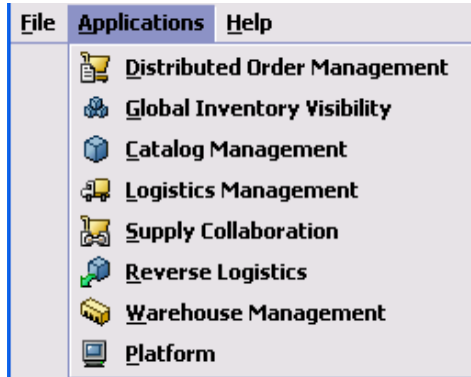 File Applications Help
Distributed Order Management
Global Inventory Visibility
Catalog Management
Logistics Management
Supply Collaboration
Reverse Logistics
Warehouse Management
Platform